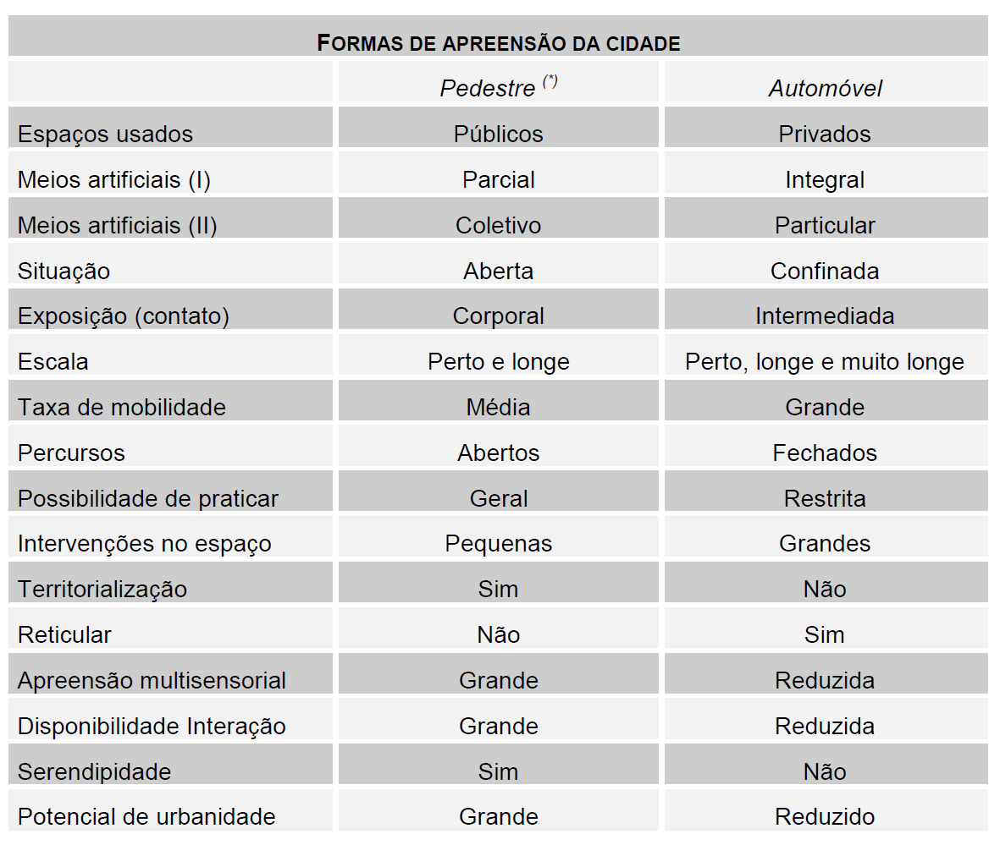 FORMAS DE APREENSÃO DA CIDADE
Pedestre (*) Automóvel
Espaços usados Públicos Privados
Meios artificiais (I) Parcial Integral
Meios artificiais (II) Coletivo Particular
Situação Aberta Confinada
Exposição (contato) Corporal Intermediada
Escala Perto e longe Perto, longe e muito longe
Taxa de mobilidade Média Grande
Percursos Abertos Fechados
Possibilidade de praticar Geral Restrita
Intervenções no espaço Pequenas Grandes
Territorialização Sim Não
Reticular Não Sim
Apreensão multisensorial Grande Reduzida
Disponibilidade Interação Grande Reduzida
Serendipidade Sim Não
Potencial de urbanidade Grande Reduzido